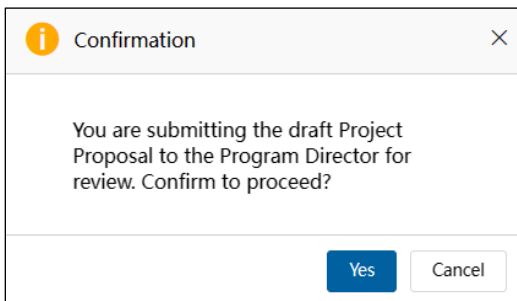 Confirmation
You are submitting the draft Project
Proposal to the Program Director for
review. Confirm to proceed?
Yes Cancel